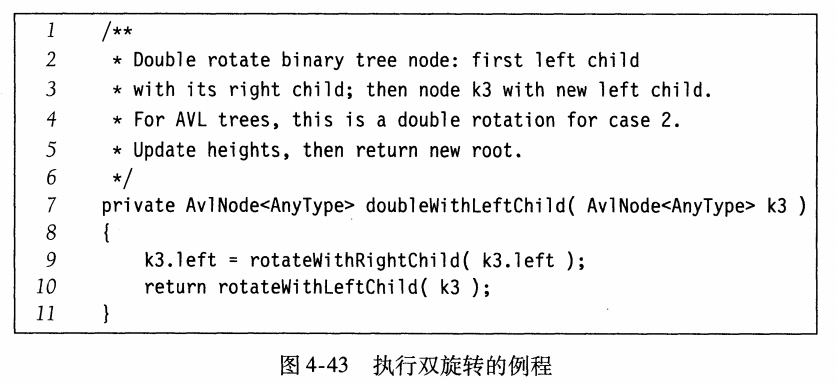 1 /**
2 * Double rotate binary tree node: first left child
3 * with its right child; then node k3 with new left child.
4 * For AVL trees, this is a double rotation for case 2.
5 * Update heights, then return new root.
6 */
7 private AvlNode<AnyType> doubleWithLeftChild( AvlNode<AnyType> k3 )
8 {
9 k3.left = rotateWithRightChild( k3.left );
10 return rotateWithLeftChild( k3 );
11 }
图 4-43 执行双旋转的例程